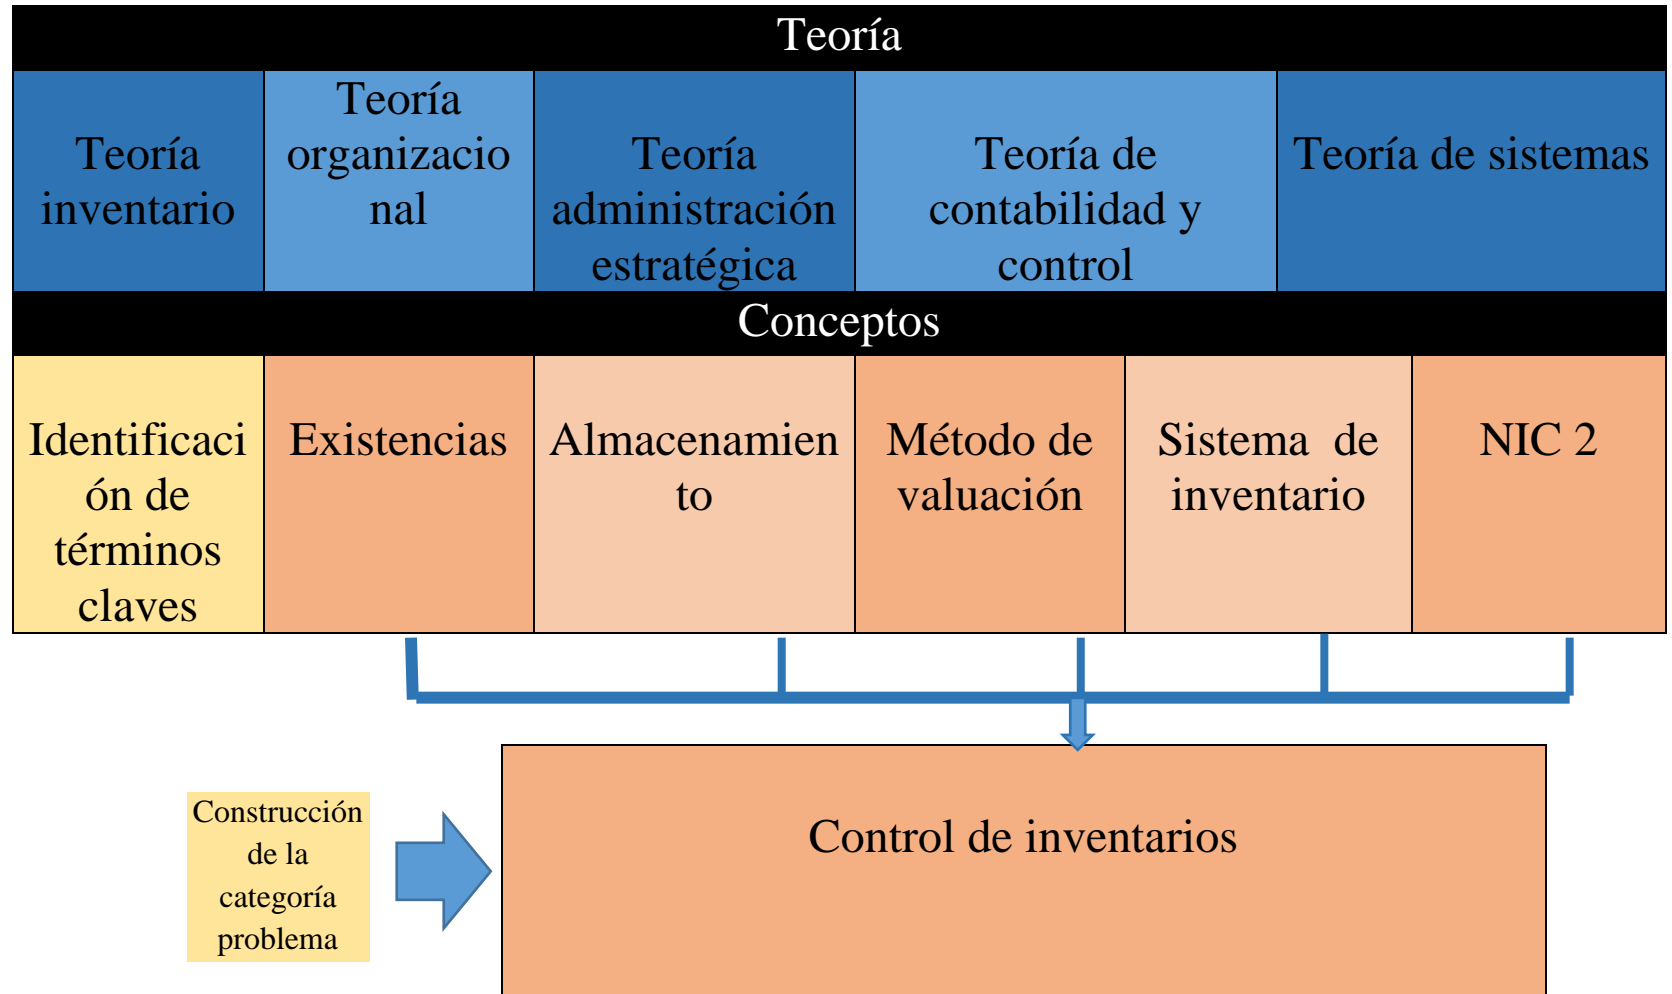 Teoría
Teoría
inventario
Teoría
organizacio
nal
Teoría
administración
estratégica
Teoría de
contabilidad y
control
Teoría de sistemas
Conceptos
Identificaci
ón de
términos
claves
Existencias
Almacenamien
to
Método de
valuación
Sistema de
inventario
NIC 2
Construcción
de la
categoría
problema
Control de inventarios